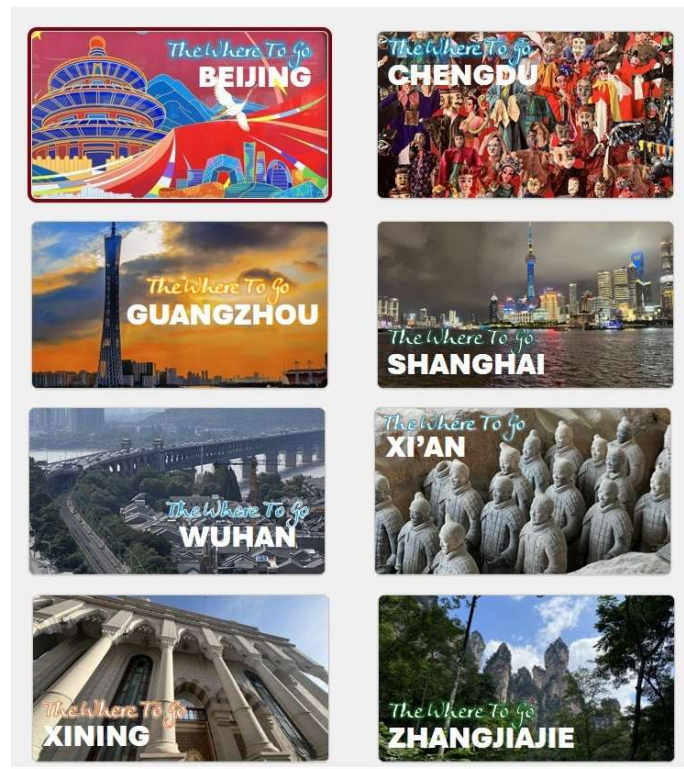 The Where To Go
BEIJING
The Where To Go
CHENGDU
The Where To Go
GUANGZHOU
The Where To Go
SHANGHAI
The Where To Go
WUHAN
The Where To Go
XI'AN
The Where To Go
XINING
The Where To Go
ZHANGJIAJIE